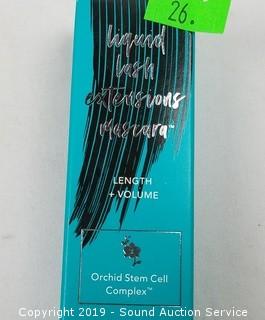 26.
liquid
lash
extensions
mascara™
LENGTH
+ VOLUME
Orchid Stem Cell
Complex™
Copyright 2019 - Sound Auction Service